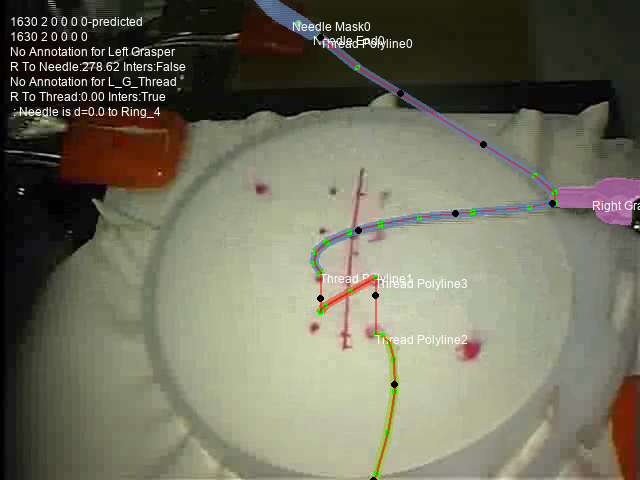 1630 2 0 0 0 0-predicted
1630 2 0 0 0 0
No Annotation for Left Grasper
R To Needle:278.62 Inters:False
No Annotation for L_G_Thread
R To Thread:0.00 Inters:True
: Needle is d=0.0 to Ring_4
Needle Mask0
Needle End0
Thread Polyline0
Right Gra
Thread Polyline1
Thread Polyline3
Thread Polyline2